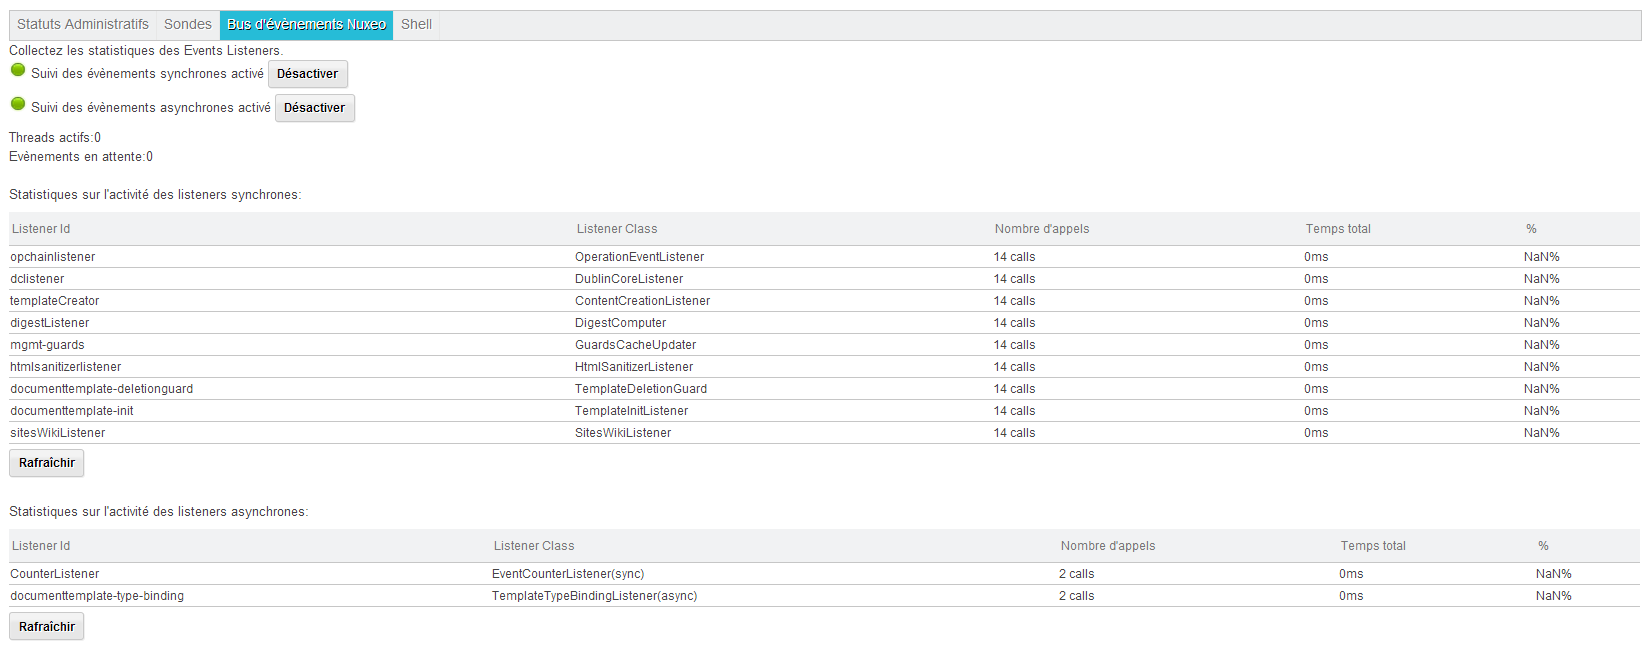 Statuts Administratifs Sondes Bus d'évènements Nuxeo Shell
Collectez les statistiques des Events Listeners.
Suivi des évènements synchrones activé Désactiver
Suivi des évènements asynchrones activé Désactiver
Threads actifs:0
Evènements en attente:0
Statistiques sur l'activité des listeners synchrones:
Listener Id Listener Class Nombre d'appels Temps total %
opchainlistener OperationEventListener 14 calls 0ms NaN%
dclistener DublinCoreListener 14 calls 0ms NaN%
templateCreator ContentCreationListener 14 calls 0ms NaN%
digestListener DigestComputer 14 calls 0ms NaN%
mgmt-guards GuardsCacheUpdater 14 calls 0ms NaN%
htmlsanitizerlistener HtmlSanitizerListener 14 calls 0ms NaN%
documenttemplate-deletionguard TemplateDeletionGuard 14 calls 0ms NaN%
documenttemplate-init TemplateInitListener 14 calls 0ms NaN%
sitesWikiListener SitesWikiListener 14 calls 0ms NaN%
Rafraîchir
Statistiques sur l'activité des listeners asynchrones:
Listener Id Listener Class Nombre d'appels Temps total %
CounterListener EventCounterListener(sync) 2 calls 0ms NaN%
documenttemplate-type-binding TemplateTypeBindingListener(async) 2 calls 0ms NaN%
Rafraîchir